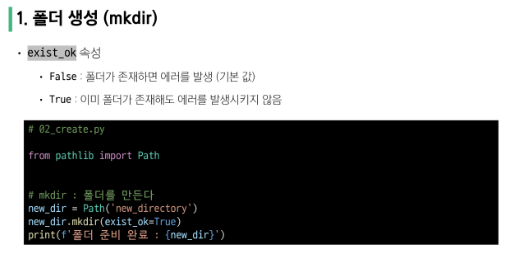 1. 폴더 생성 (mkdir)
• exist_ok 속성
• False : 폴더가 존재하면 에러를 발생 (기본 값)
• True : 이미 폴더가 존재해도 에러를 발생시키지 않음
# 02_create.py
from pathlib import Path
# mkdir : 폴더를 만든다
new_dir = Path('new_directory')
new_dir.mkdir(exist_ok=True)
print(f'폴더 준비 완료 : {new_dir}')